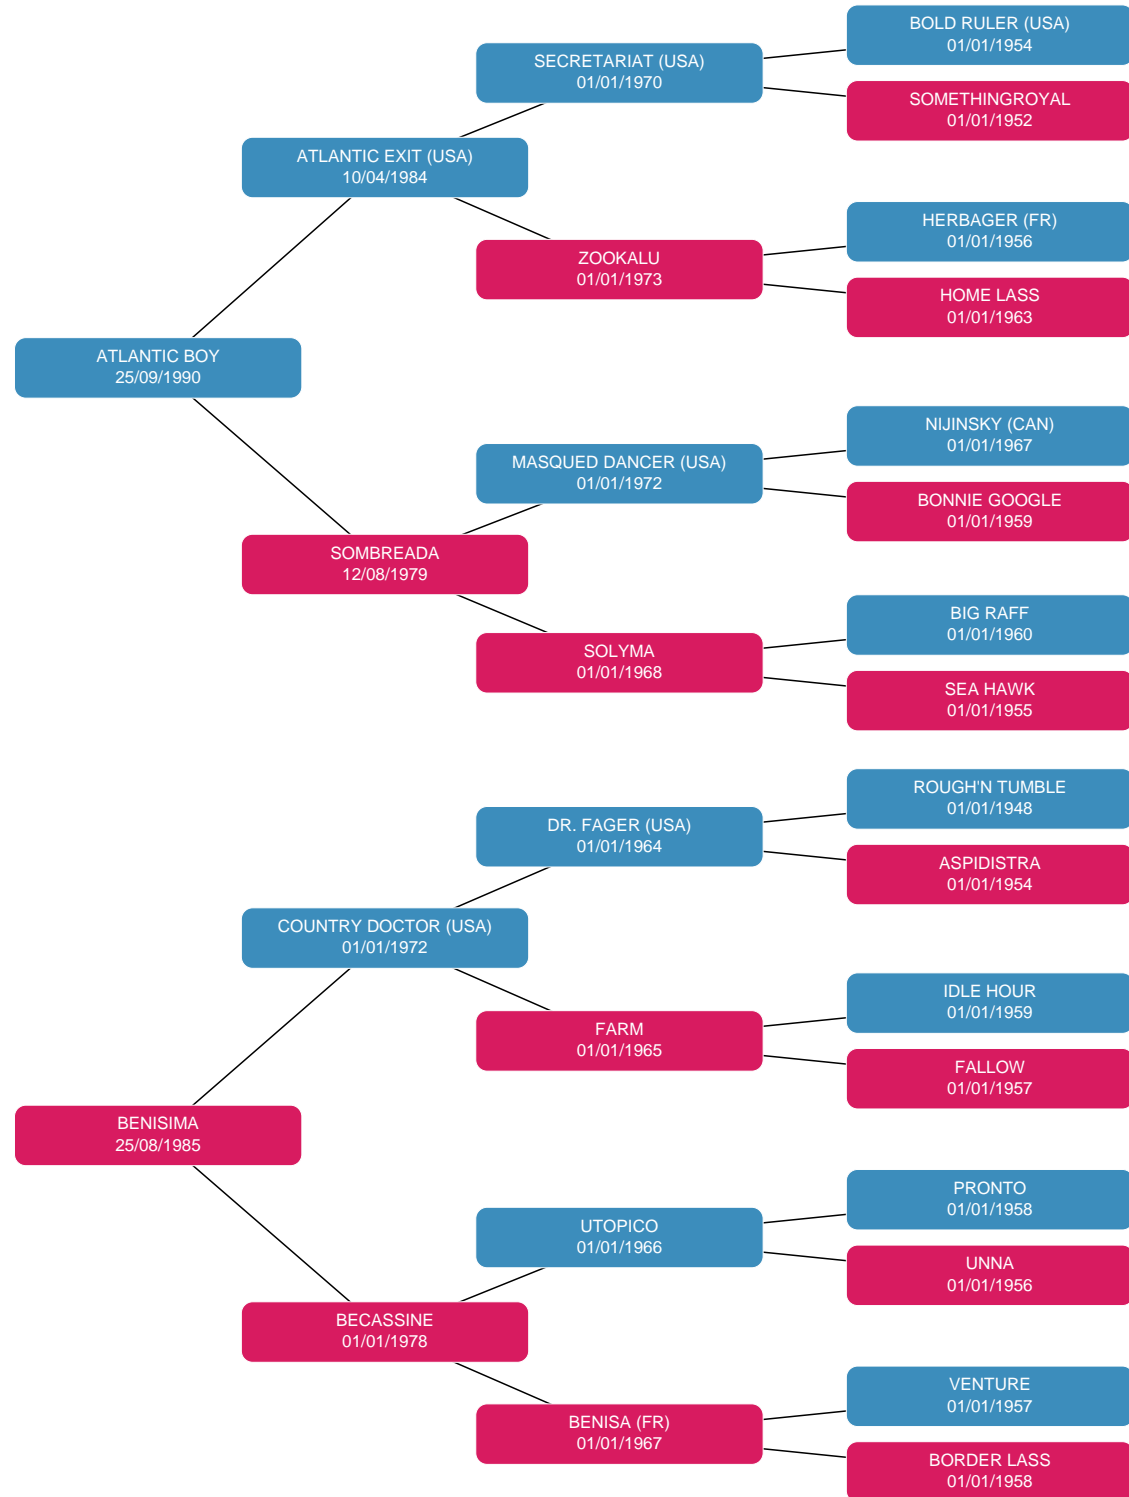 BOLD RULER (USA)
01/01/1954
SECRETARIAT (USA)
01/01/1970
SOMETHINGROYAL
01/01/1952
ATLANTIC EXIT (USA)
10/04/1984
HERBAGER (FR)
01/01/1956
ZOOKALU
01/01/1973
HOME LASS
01/01/1963
ATLANTIC BOY
25/09/1990
NIJINSKY (CAN)
01/01/1967
MASQUED DANCER (USA)
01/01/1972
BONNIE GOOGLE
01/01/1959
SOMBREADA
12/08/1979
BIG RAFF
01/01/1960
SOLYMA
01/01/1968
SEA HAWK
01/01/1955
ROUGH'N TUMBLE
01/01/1948
DR. FAGER (USA)
01/01/1964
ASPIDISTRA
01/01/1954
COUNTRY DOCTOR (USA)
01/01/1972
IDLE HOUR
01/01/1959
FARM
01/01/1965
FALLOW
01/01/1957
BENISIMA
25/08/1985
PRONTO
01/01/1958
UTOPICO
01/01/1966
UNNA
01/01/1956
BECASSINE
01/01/1978
VENTURE
01/01/1957
BENISA (FR)
01/01/1967
BORDER LASS
01/01/1958